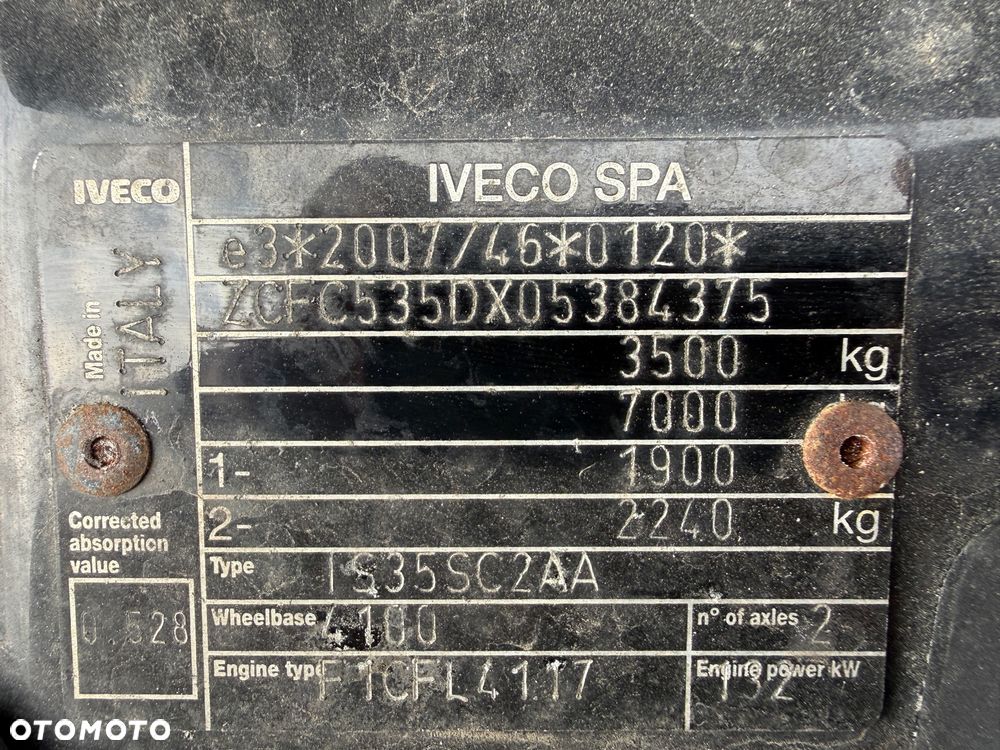 IVECO
IVECO SPA
Made in ITALY
e3*2007/46*0120*
ZCFC535DX05384375
3500 kg
7000
1- 1900
2- 2240 kg
Corrected
absorption
value
0.528
Type IS35SC2AA
Wheelbase 4100
n° of axles 2
Engine type F1CFL4117
Engine power kW 132
OTOMOTO
OTOMOTO